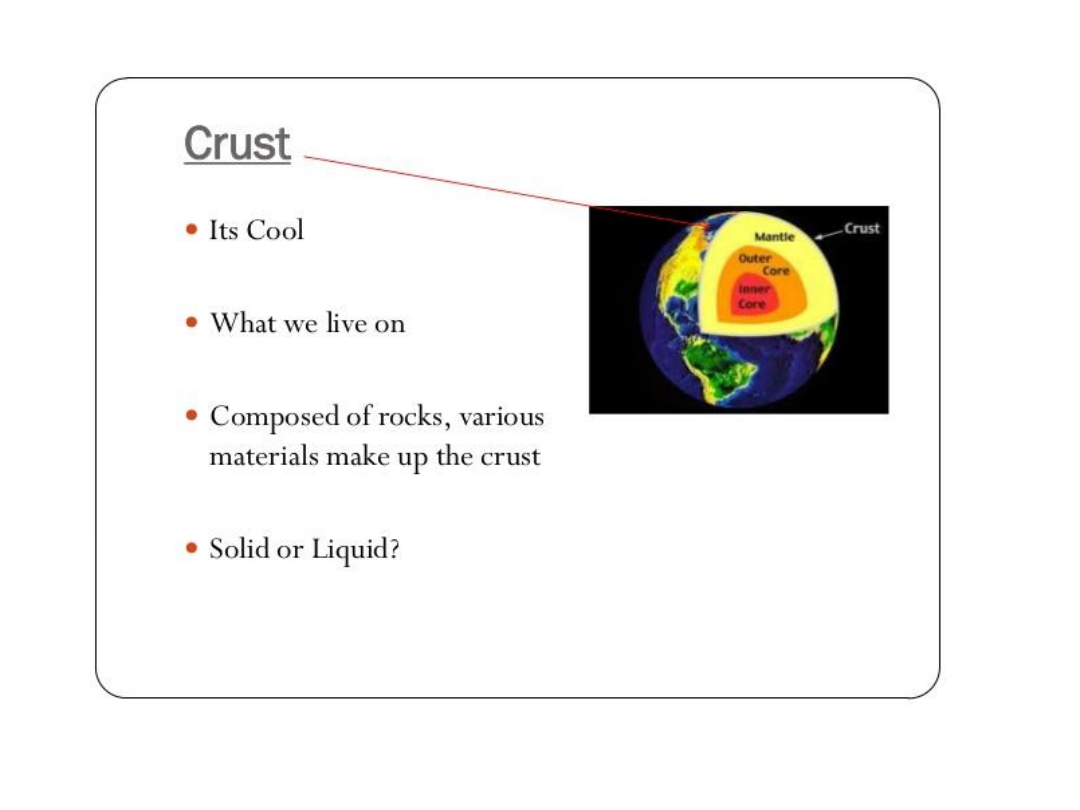 Crust
Its Cool
What we live on
Composed of rocks, various
materials make up the crust
Solid or Liquid?
Crust
Mantle
Outer
Core
Inner
Core